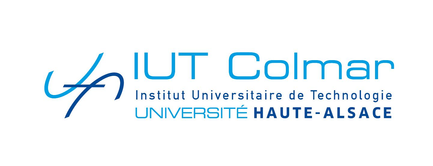 IUT Colmar
Institut Universitaire de Technologie
UNIVERSITÉ HAUTE-ALSACE